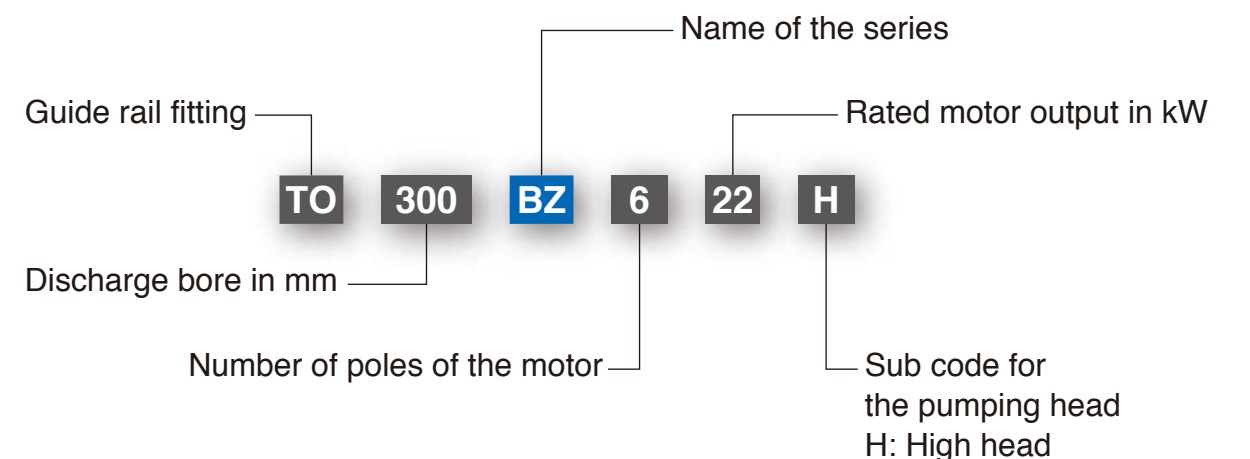 Name of the series
Guide rail fitting
Rated motor output in kW
TO 300 BZ 6 22 H
Discharge bore in mm
Number of poles of the motor
Sub code for
the pumping head
H: High head